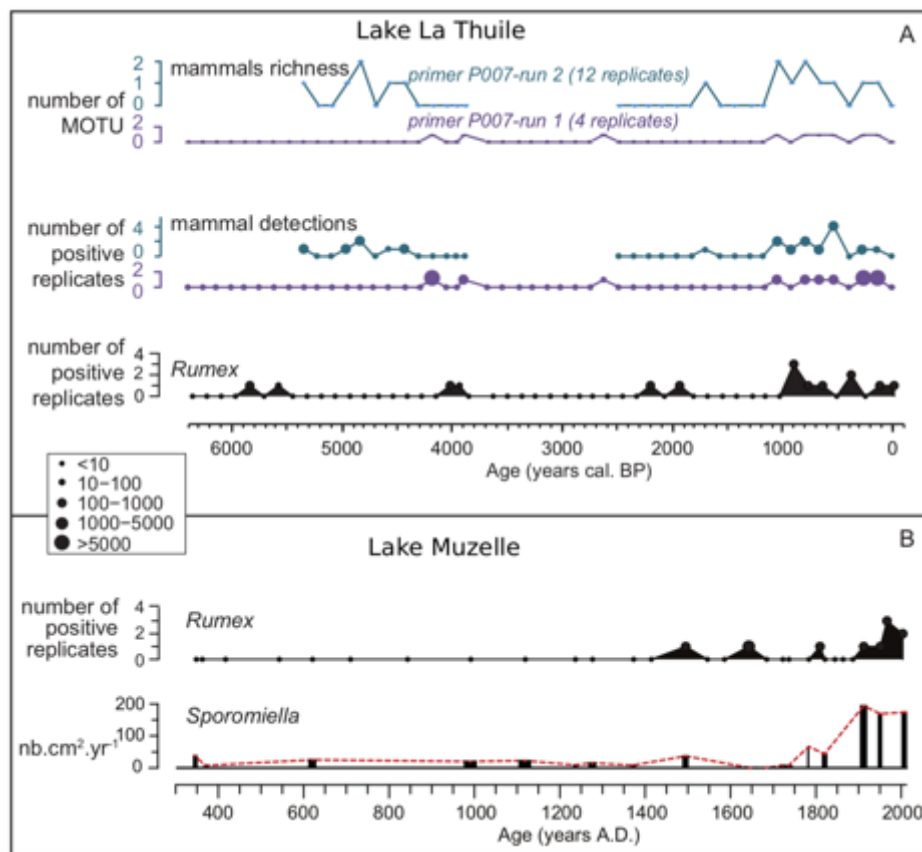 Lake La Thuile
A
mammals richness
primer P007-run 2 (12 replicates)
number of
MOTU
2
1
0
primer P007-run 1 (4 replicates)
2
0
mammal detections
number of
positive
replicates
4
2
0
2
0
number of
positive
replicates
Rumex
4
2
0
6000 5000 4000 3000 2000 1000 0
Age (years cal. BP)
<10
10−100
100−1000
1000−5000
>5000
Lake Muzelle
B
number of
positive
replicates
Rumex
4
2
0
Sporomiella
nb.cm².yr⁻¹
200
100
0
400 600 800 1000 1200 1400 1600 1800 2000
Age (years A.D.)